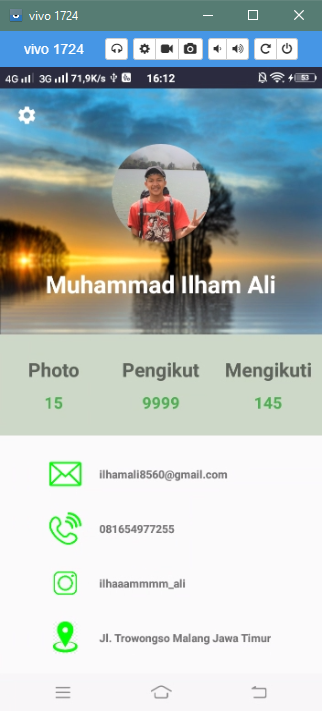 vivo 1724
vivo 1724
4G 3G 71,9K/s 16:12 53
Muhammad Ilham Ali
Photo Pengikut Mengikuti
15 9999 145
ilhamali8560@gmail.com
081654977255
ilhaaammmm_ali
Jl. Trowongso Malang Jawa Timur